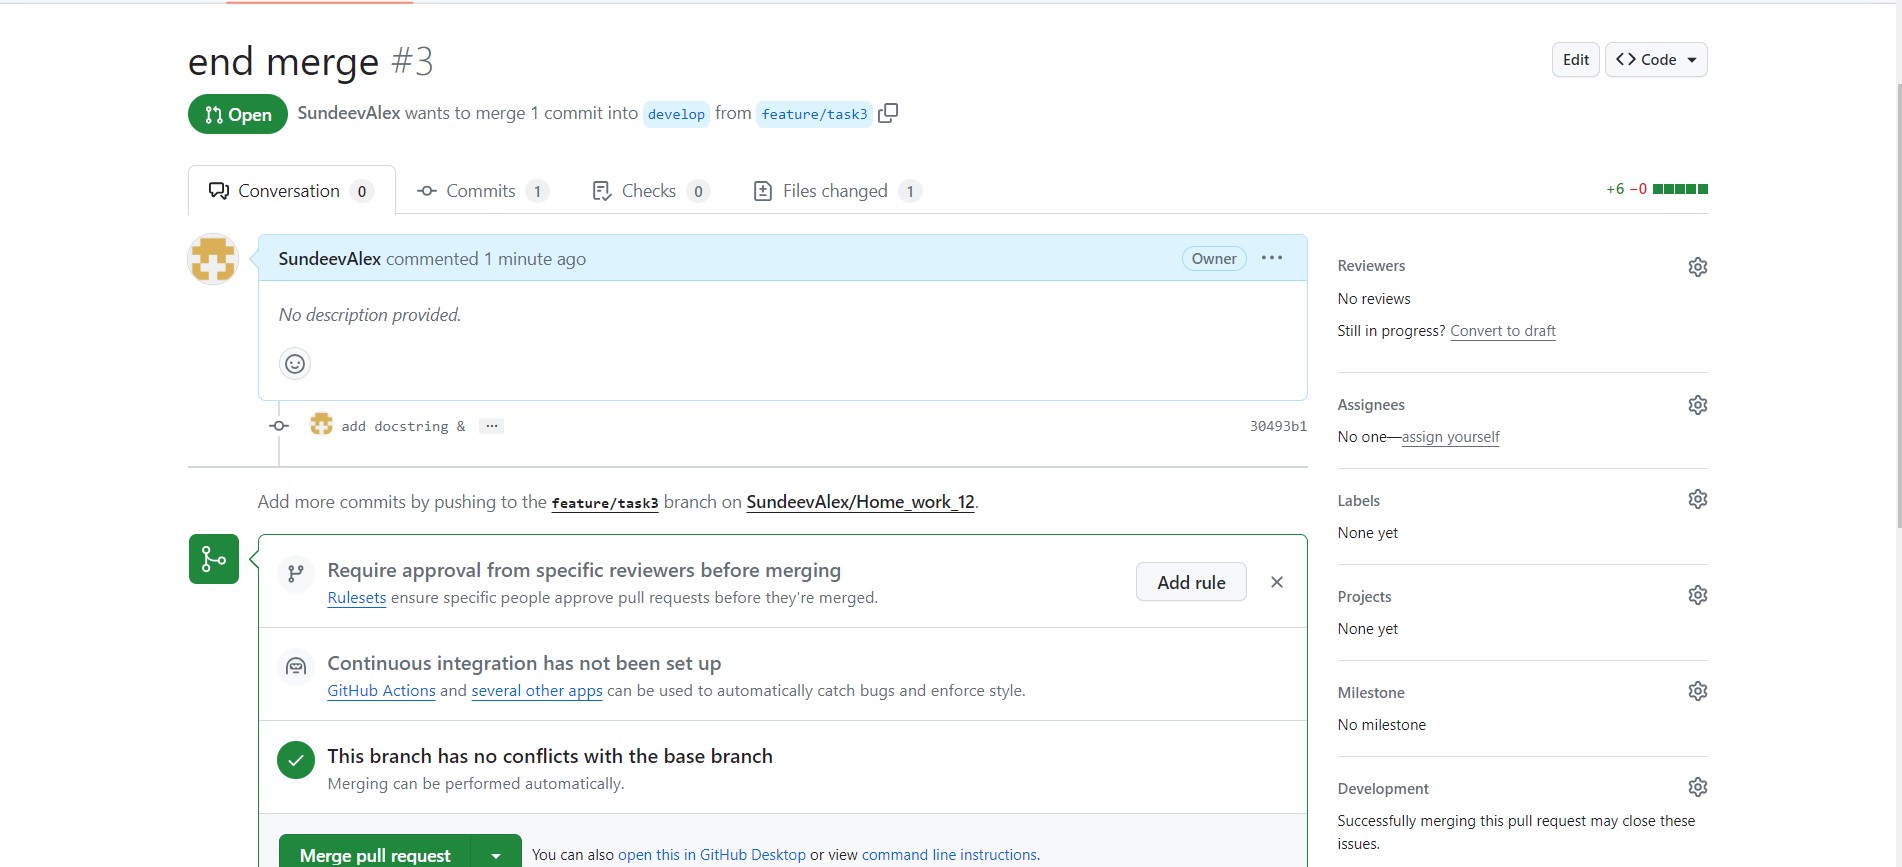 end merge #3
Edit
<> Code
Open
SundeevAlex wants to merge 1 commit into develop from feature/task3
Conversation 0
Commits 1
Checks 0
Files changed 1
+6 −0
SundeevAlex commented 1 minute ago
Owner
No description provided.
add docstring & ...
30493b1
Add more commits by pushing to the feature/task3 branch on SundeevAlex/Home_work_12.
Require approval from specific reviewers before merging
Rulesets ensure specific people approve pull requests before they're merged.
Add rule
Continuous integration has not been set up
GitHub Actions and several other apps can be used to automatically catch bugs and enforce style.
This branch has no conflicts with the base branch
Merging can be performed automatically.
Merge pull request
You can also open this in GitHub Desktop or view command line instructions.
Reviewers
No reviews
Still in progress? Convert to draft
Assignees
No one—assign yourself
Labels
None yet
Projects
None yet
Milestone
No milestone
Development
Successfully merging this pull request may close these
issues.